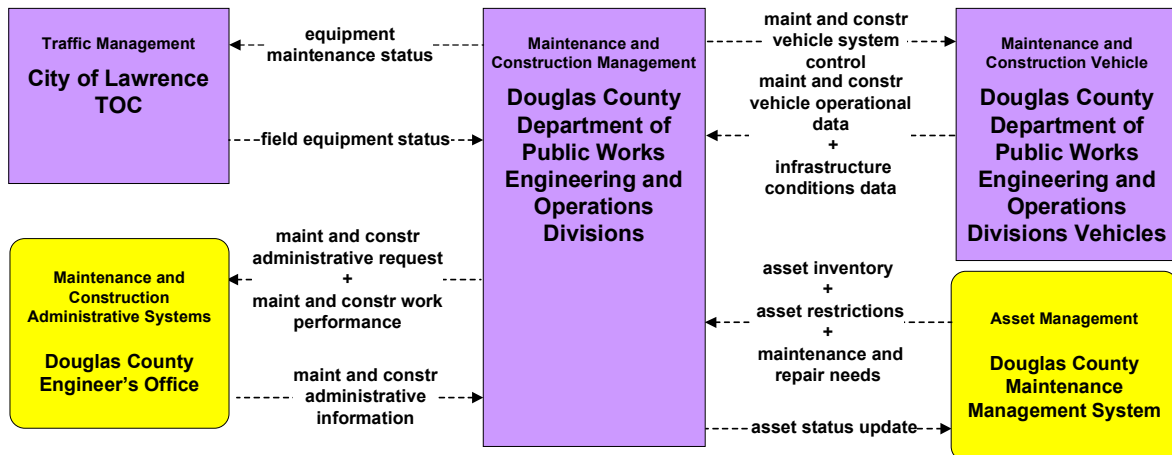 Traffic Management
City of Lawrence
TOC
equipment
maintenance status
field equipment status
Maintenance and
Construction
Administrative Systems
Douglas County
Engineer’s Office
maint and constr
administrative request
+
maint and constr work
performance
maint and constr
administrative
information
Maintenance and
Construction Management
Douglas County
Department of
Public Works
Engineering and
Operations
Divisions
maint and constr
vehicle system
control
maint and constr
vehicle operational
data
+
infrastructure
conditions data
Maintenance and
Construction Vehicle
Douglas County
Department of
Public Works
Engineering and
Operations
Divisions Vehicles
asset inventory
+
asset restrictions
+
maintenance and
repair needs
asset status update
Asset Management
Douglas County
Maintenance
Management System